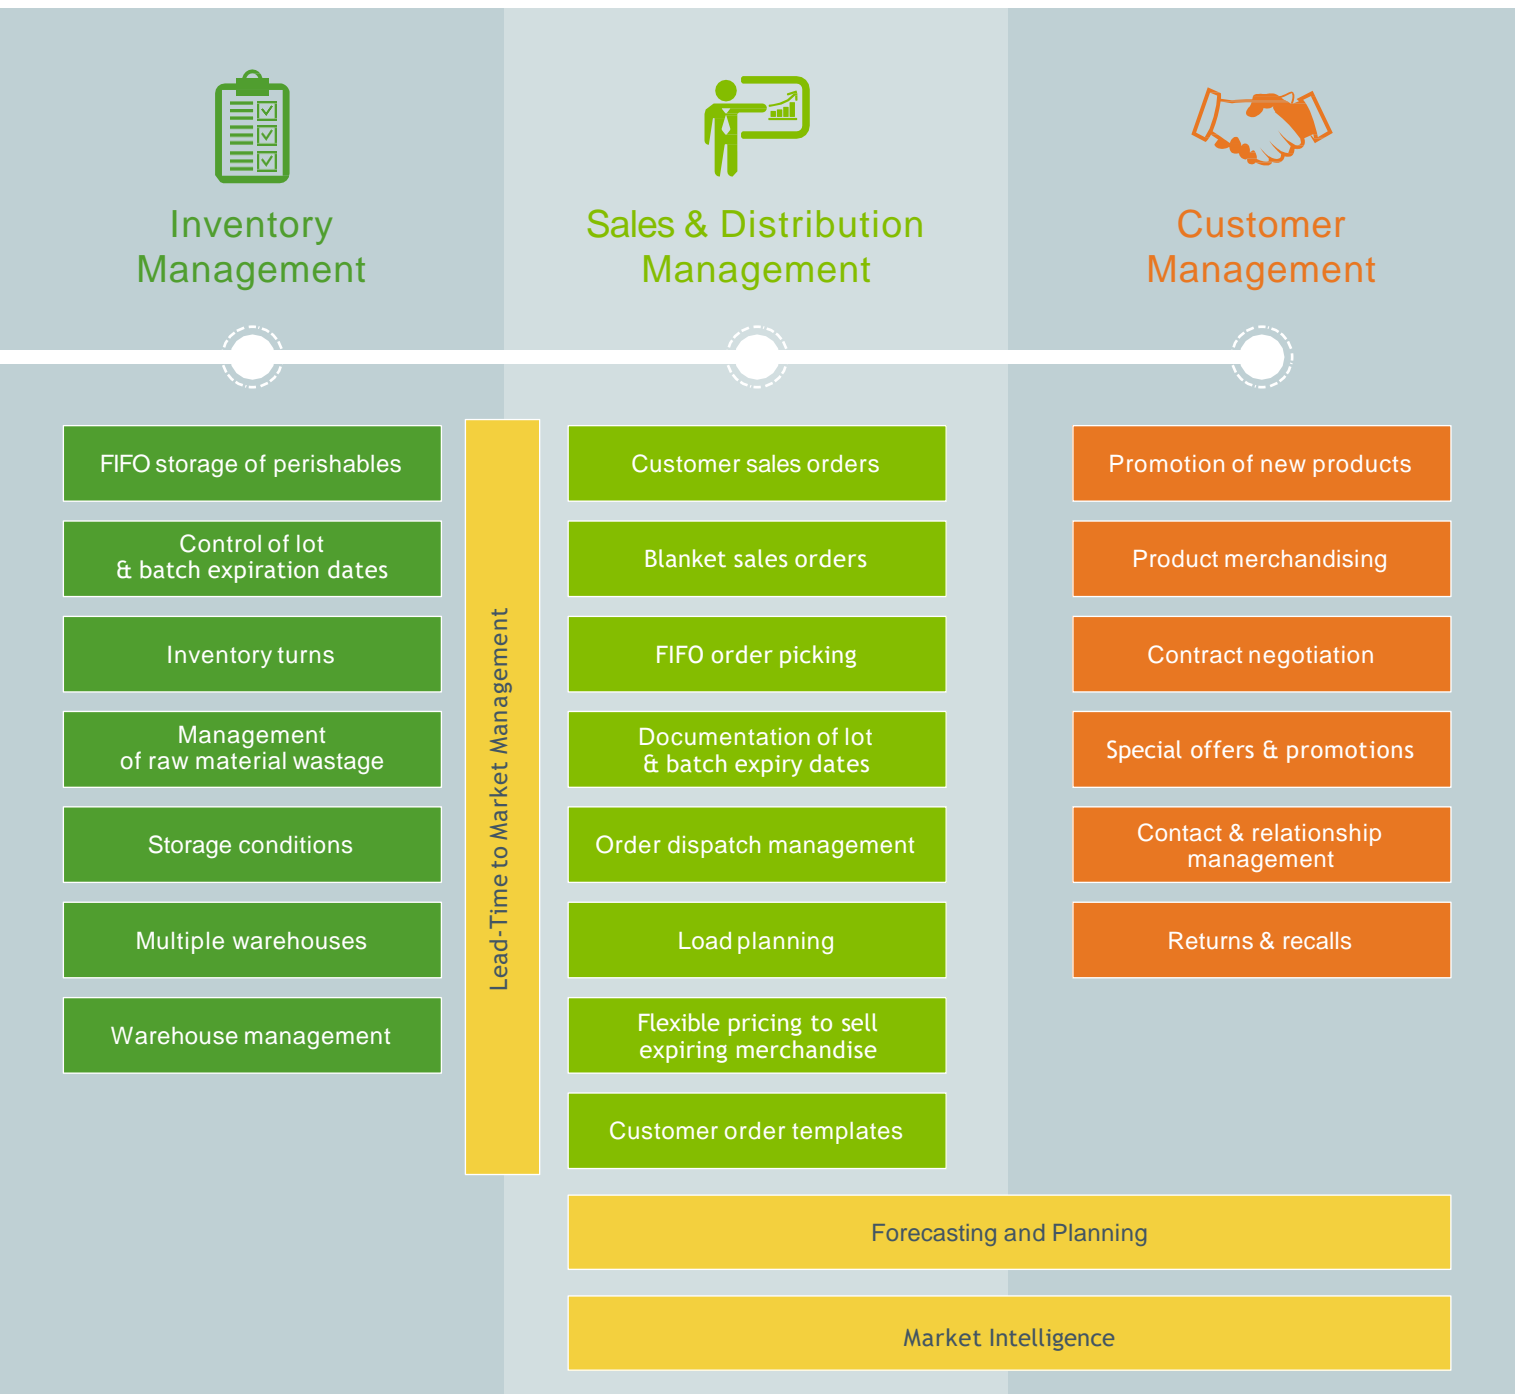 Inventory
Management
Sales & Distribution
Management
Customer
Management
FIFO storage of perishables
Control of lot
& batch expiration dates
Inventory turns
Management
of raw material wastage
Storage conditions
Multiple warehouses
Warehouse management
Lead-Time to Market Management
Customer sales orders
Blanket sales orders
FIFO order picking
Documentation of lot
& batch expiry dates
Order dispatch management
Load planning
Flexible pricing to sell
expiring merchandise
Customer order templates
Promotion of new products
Product merchandising
Contract negotiation
Special offers & promotions
Contact & relationship
management
Returns & recalls
Forecasting and Planning
Market Intelligence